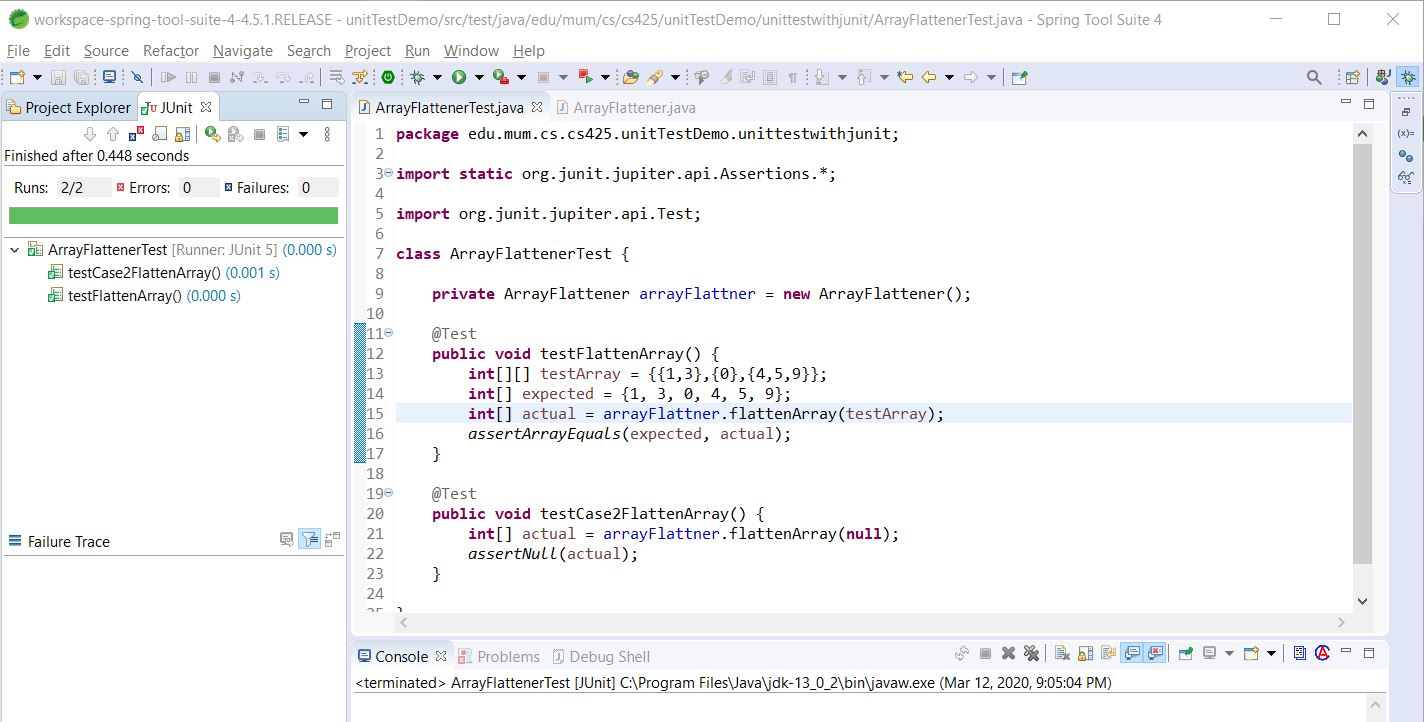 workspace-spring-tool-suite-4-4.5.1.RELEASE - unitTestDemo/src/test/java/edu/mum/cs/cs425/unitTestDemo/unittestwithjunit/ArrayFlattenerTest.java - Spring Tool Suite 4
File Edit Source Refactor Navigate Search Project Run Window Help
Project Explorer JUnit
Finished after 0.448 seconds
Runs: 2/2 Errors: 0 Failures: 0
ArrayFlattenerTest [Runner: JUnit 5] (0.000 s)
testCase2FlattenArray() (0.001 s)
testFlattenArray() (0.000 s)
Failure Trace
ArrayFlattenerTest.java ArrayFlattener.java
1 package edu.mum.cs.cs425.unitTestDemo.unittestwithjunit;
2
3 import static org.junit.jupiter.api.Assertions.*;
4
5 import org.junit.jupiter.api.Test;
6
7 class ArrayFlattenerTest {
8
9 private ArrayFlattener arrayFlattner = new ArrayFlattener();
10
11 @Test
12 public void testFlattenArray() {
13 int[][] testArray = {{1,3},{0},{4,5,9}};
14 int[] expected = {1, 3, 0, 4, 5, 9};
15 int[] actual = arrayFlattner.flattenArray(testArray);
16 assertArrayEquals(expected, actual);
17 }
18
19 @Test
20 public void testCase2FlattenArray() {
21 int[] actual = arrayFlattner.flattenArray(null);
22 assertNull(actual);
23 }
24
25 }
Console Problems Debug Shell
<terminated> ArrayFlattenerTest [JUnit] C:\Program Files\Java\jdk-13_0_2\bin\javaw.exe (Mar 12, 2020, 9:05:04 PM)